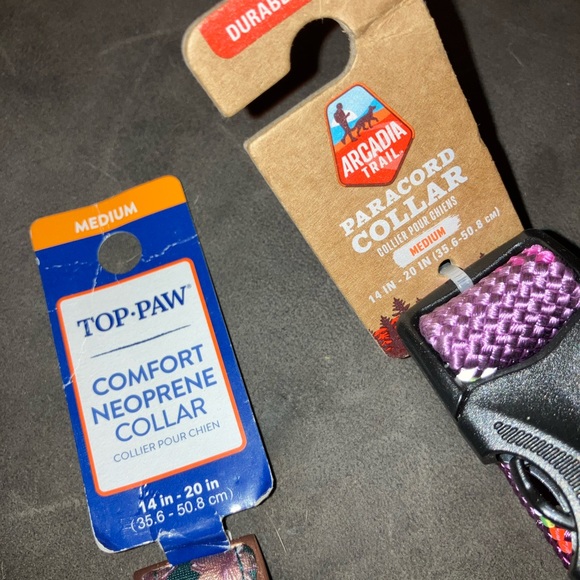 MEDIUM
TOP·PAW®
COMFORT
NEOPRENE
COLLAR
COLLIER POUR CHIEN
14 in - 20 in
(35.6 - 50.8 cm)
ARCADIA
TRAIL
PARACORD
COLLAR
COLLIER POUR CHIENS
MEDIUM
14 IN - 20 IN (35.6-50.8 cm)